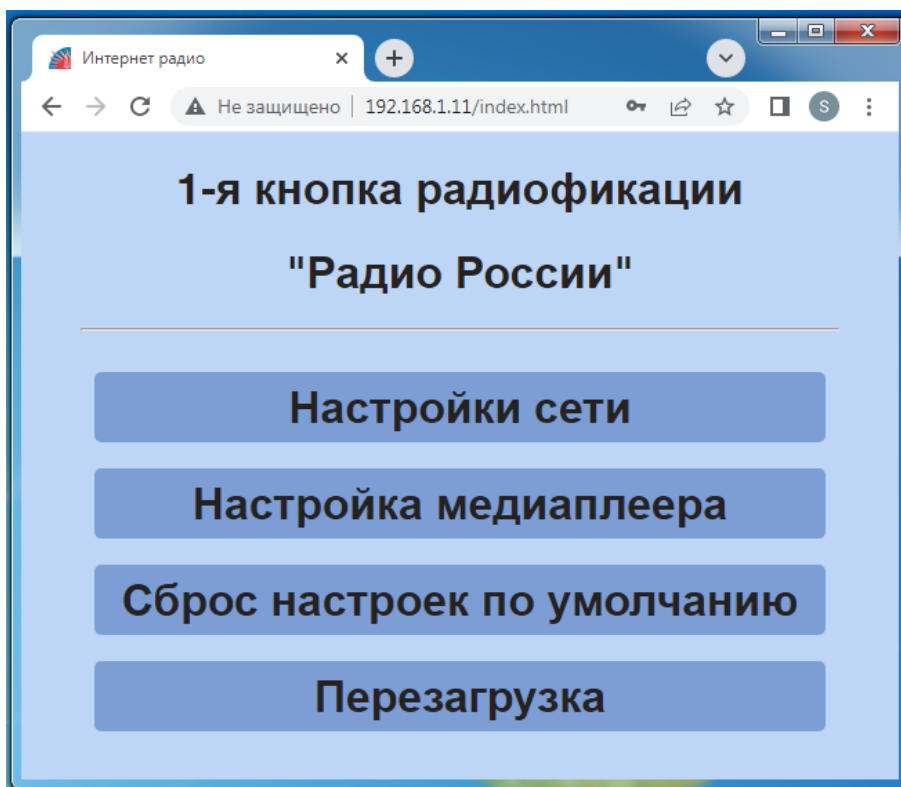 Интернет радио
Не защищено | 192.168.1.11/index.html
S
1-я кнопка радиофикации
"Радио России"
Настройки сети
Настройка медиаплеера
Сброс настроек по умолчанию
Перезагрузка